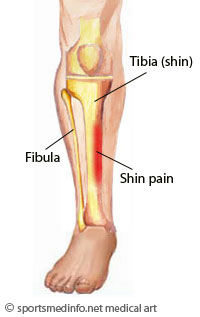 Tibia (shin)
Fibula
Shin pain
© sportsmedinfo.net medical art